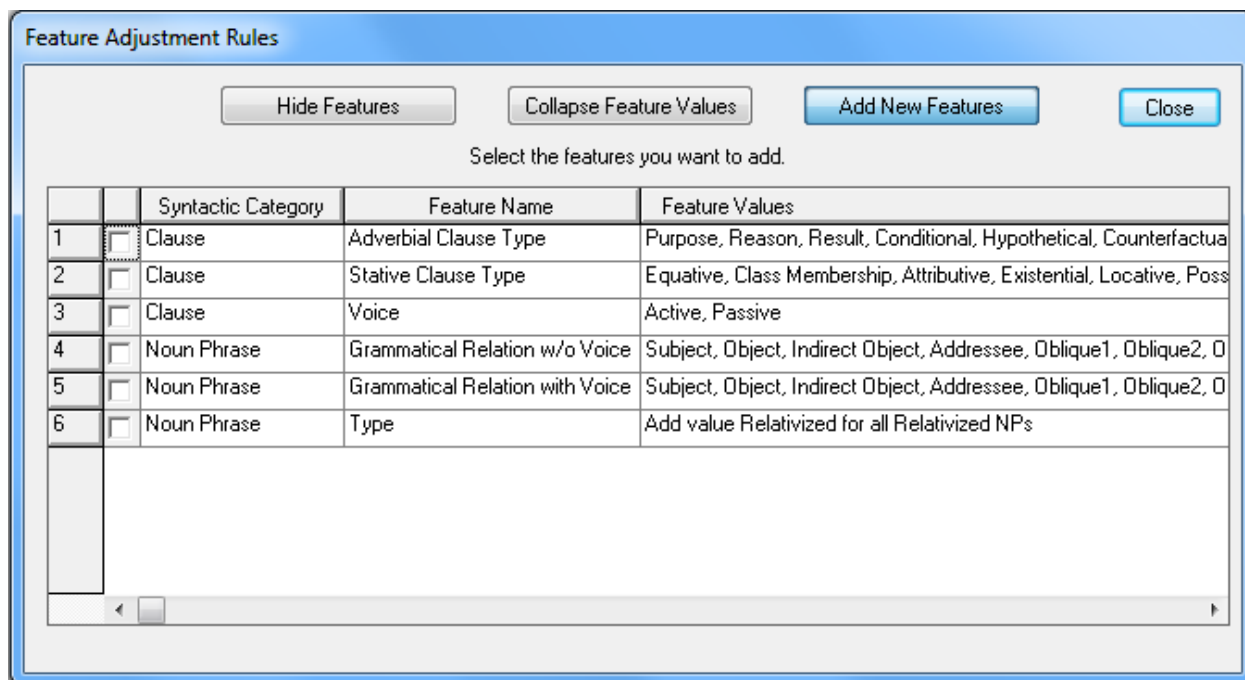 Feature Adjustment Rules
Hide Features Collapse Feature Values Add New Features Close
Select the features you want to add.
Syntactic Category Feature Name Feature Values
1 Clause Adverbial Clause Type Purpose, Reason, Result, Conditional, Hypothetical, Counterfactua
2 Clause Stative Clause Type Equative, Class Membership, Attributive, Existential, Locative, Poss
3 Clause Voice Active, Passive
4 Noun Phrase Grammatical Relation w/o Voice Subject, Object, Indirect Object, Addressee, Oblique1, Oblique2, O
5 Noun Phrase Grammatical Relation with Voice Subject, Object, Indirect Object, Addressee, Oblique1, Oblique2, O
6 Noun Phrase Type Add value Relativized for all Relativized NPs